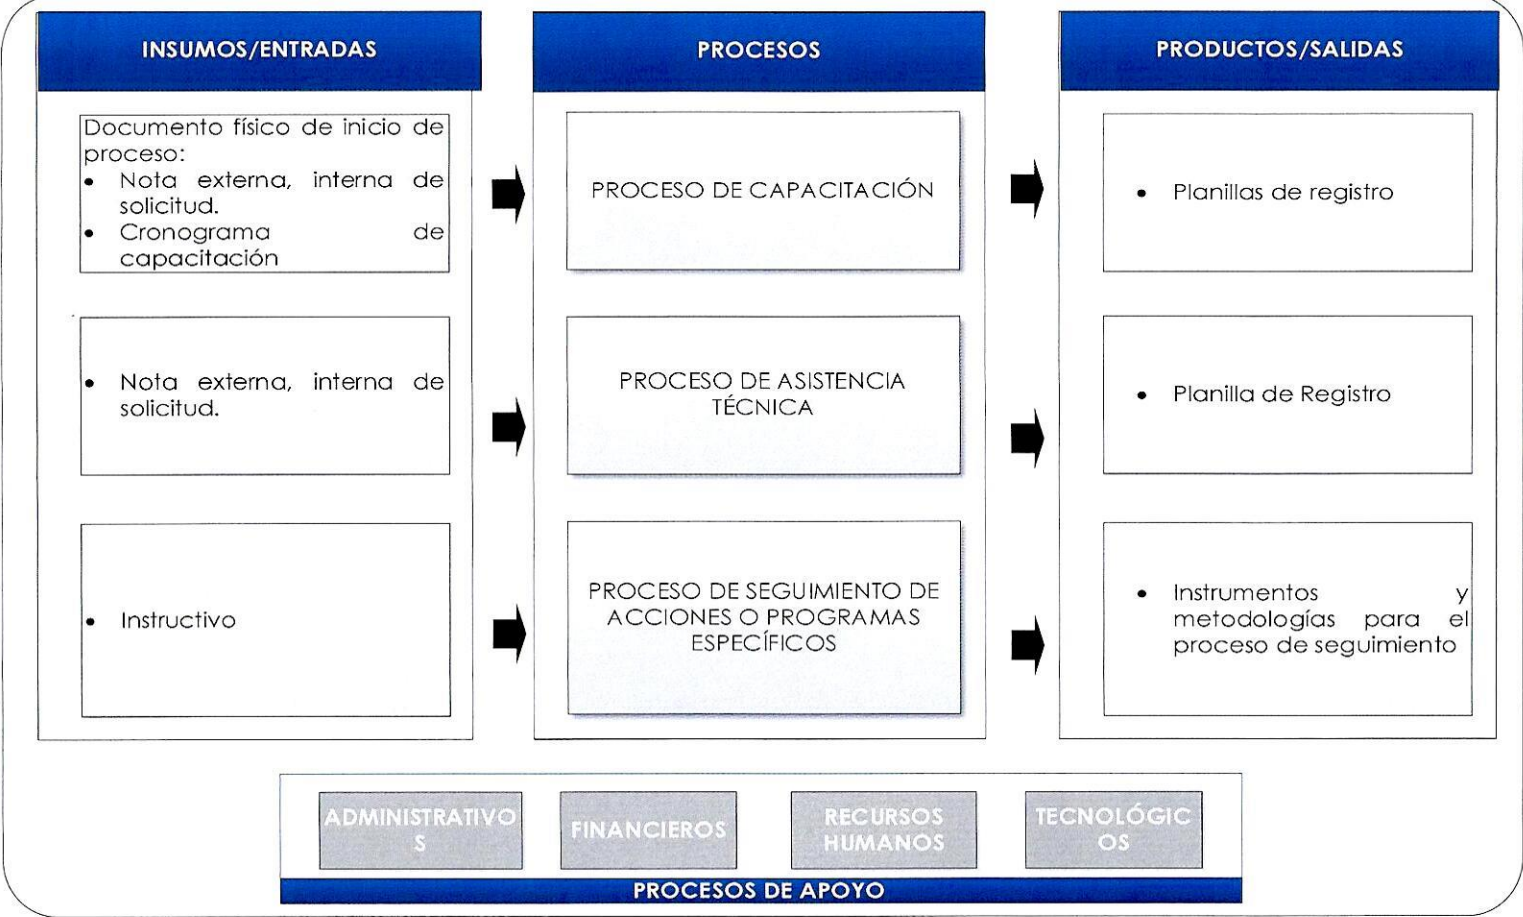 INSUMOS/ENTRADAS
Documento físico de inicio de
proceso:
• Nota externa, interna de
solicitud.
• Cronograma de
capacitación
• Nota externa, interna de
solicitud.
• Instructivo
PROCESOS
PROCESO DE CAPACITACIÓN
PROCESO DE ASISTENCIA
TÉCNICA
PROCESO DE SEGUIMIENTO DE
ACCIONES O PROGRAMAS
ESPECÍFICOS
PRODUCTOS/SALIDAS
• Planillas de registro
• Planilla de Registro
• Instrumentos y
metodologías para el
proceso de seguimiento
ADMINISTRATIVO
S
FINANCIEROS
RECURSOS
HUMANOS
TECNOLÓGIC
OS
PROCESOS DE APOYO